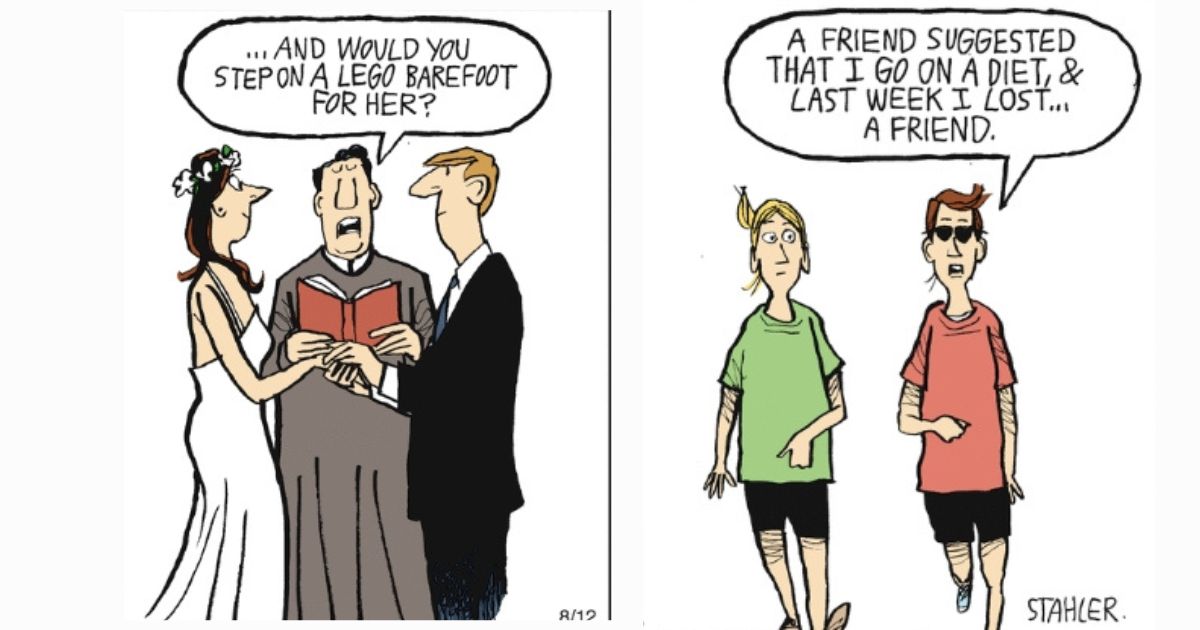 ... AND WOULD YOU
STEP ON A LEGO BAREFOOT
FOR HER?
8/12
A FRIEND SUGGESTED
THAT I GO ON A DIET, &
LAST WEEK I LOST...
A FRIEND.
STAHLER.